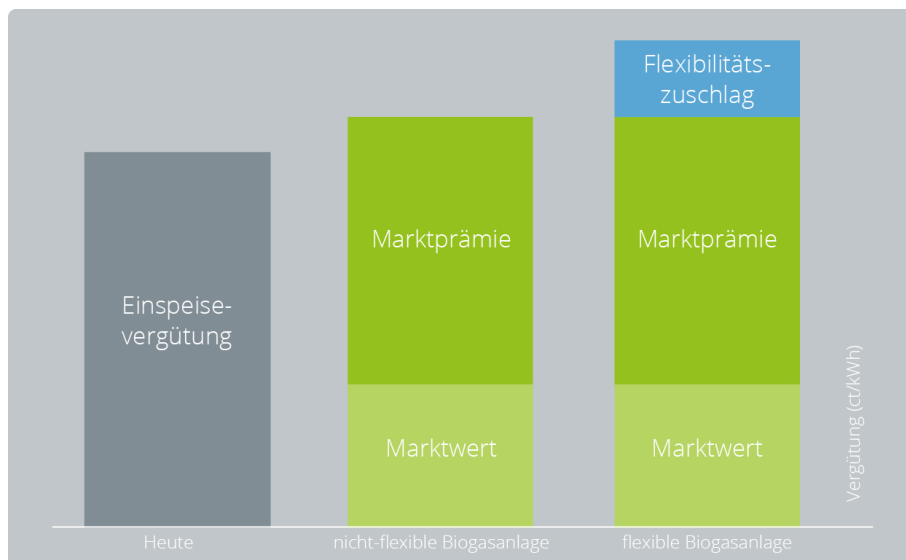 Flexibilitäts-
zuschlag
Marktprämie
Marktprämie
Einspeise-
vergütung
Marktwert
Marktwert
Vergütung (ct/kWh)
Heute
nicht-flexible Biogasanlage
flexible Biogasanlage